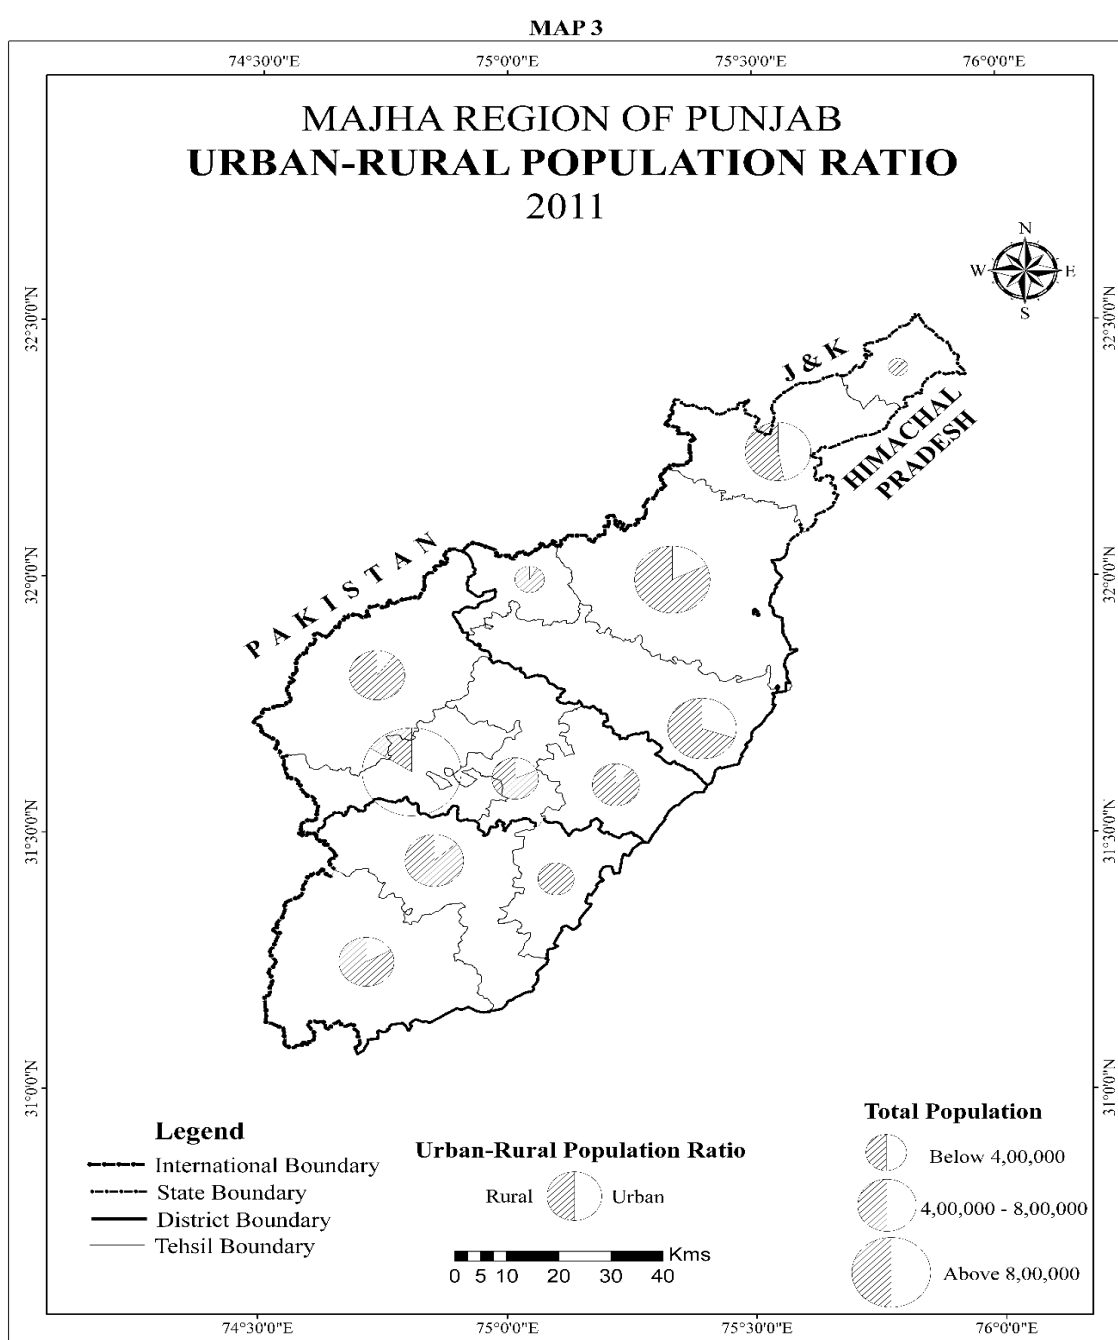 MAP 3
74°30'0"E
75°0'0"E
75°30'0"E
76°0'0"E
MAJHA REGION OF PUNJAB
URBAN-RURAL POPULATION RATIO
2011
N
W
E
S
32°30'0"N
32°30'0"N
J & K
HIMACHAL
PRADESH
PAKISTAN
32°0'0"N
32°0'0"N
31°30'0"N
31°30'0"N
31°0'0"N
31°0'0"N
Legend
International Boundary
State Boundary
District Boundary
Tehsil Boundary
Urban-Rural Population Ratio
Rural
Urban
Kms
0 5 10 20 30 40
Total Population
Below 4,00,000
4,00,000 - 8,00,000
Above 8,00,000
74°30'0"E
75°0'0"E
75°30'0"E
76°0'0"E